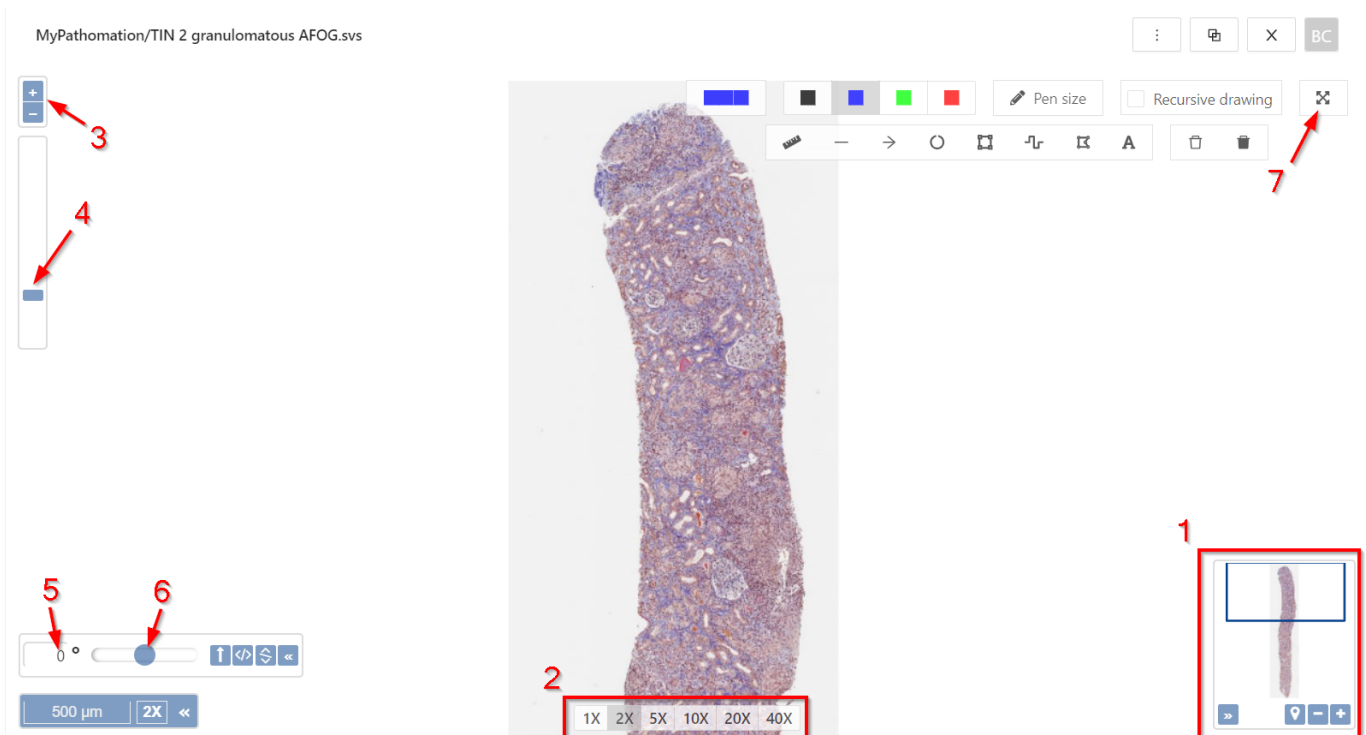 MyPathomation/TIN 2 granulomatous AFOG.svs
BC
Pen size
Recursive drawing
A
3
7
4
1
5
6
0 °
2
500 µm 2X «
1X 2X 5X 10X 20X 40X